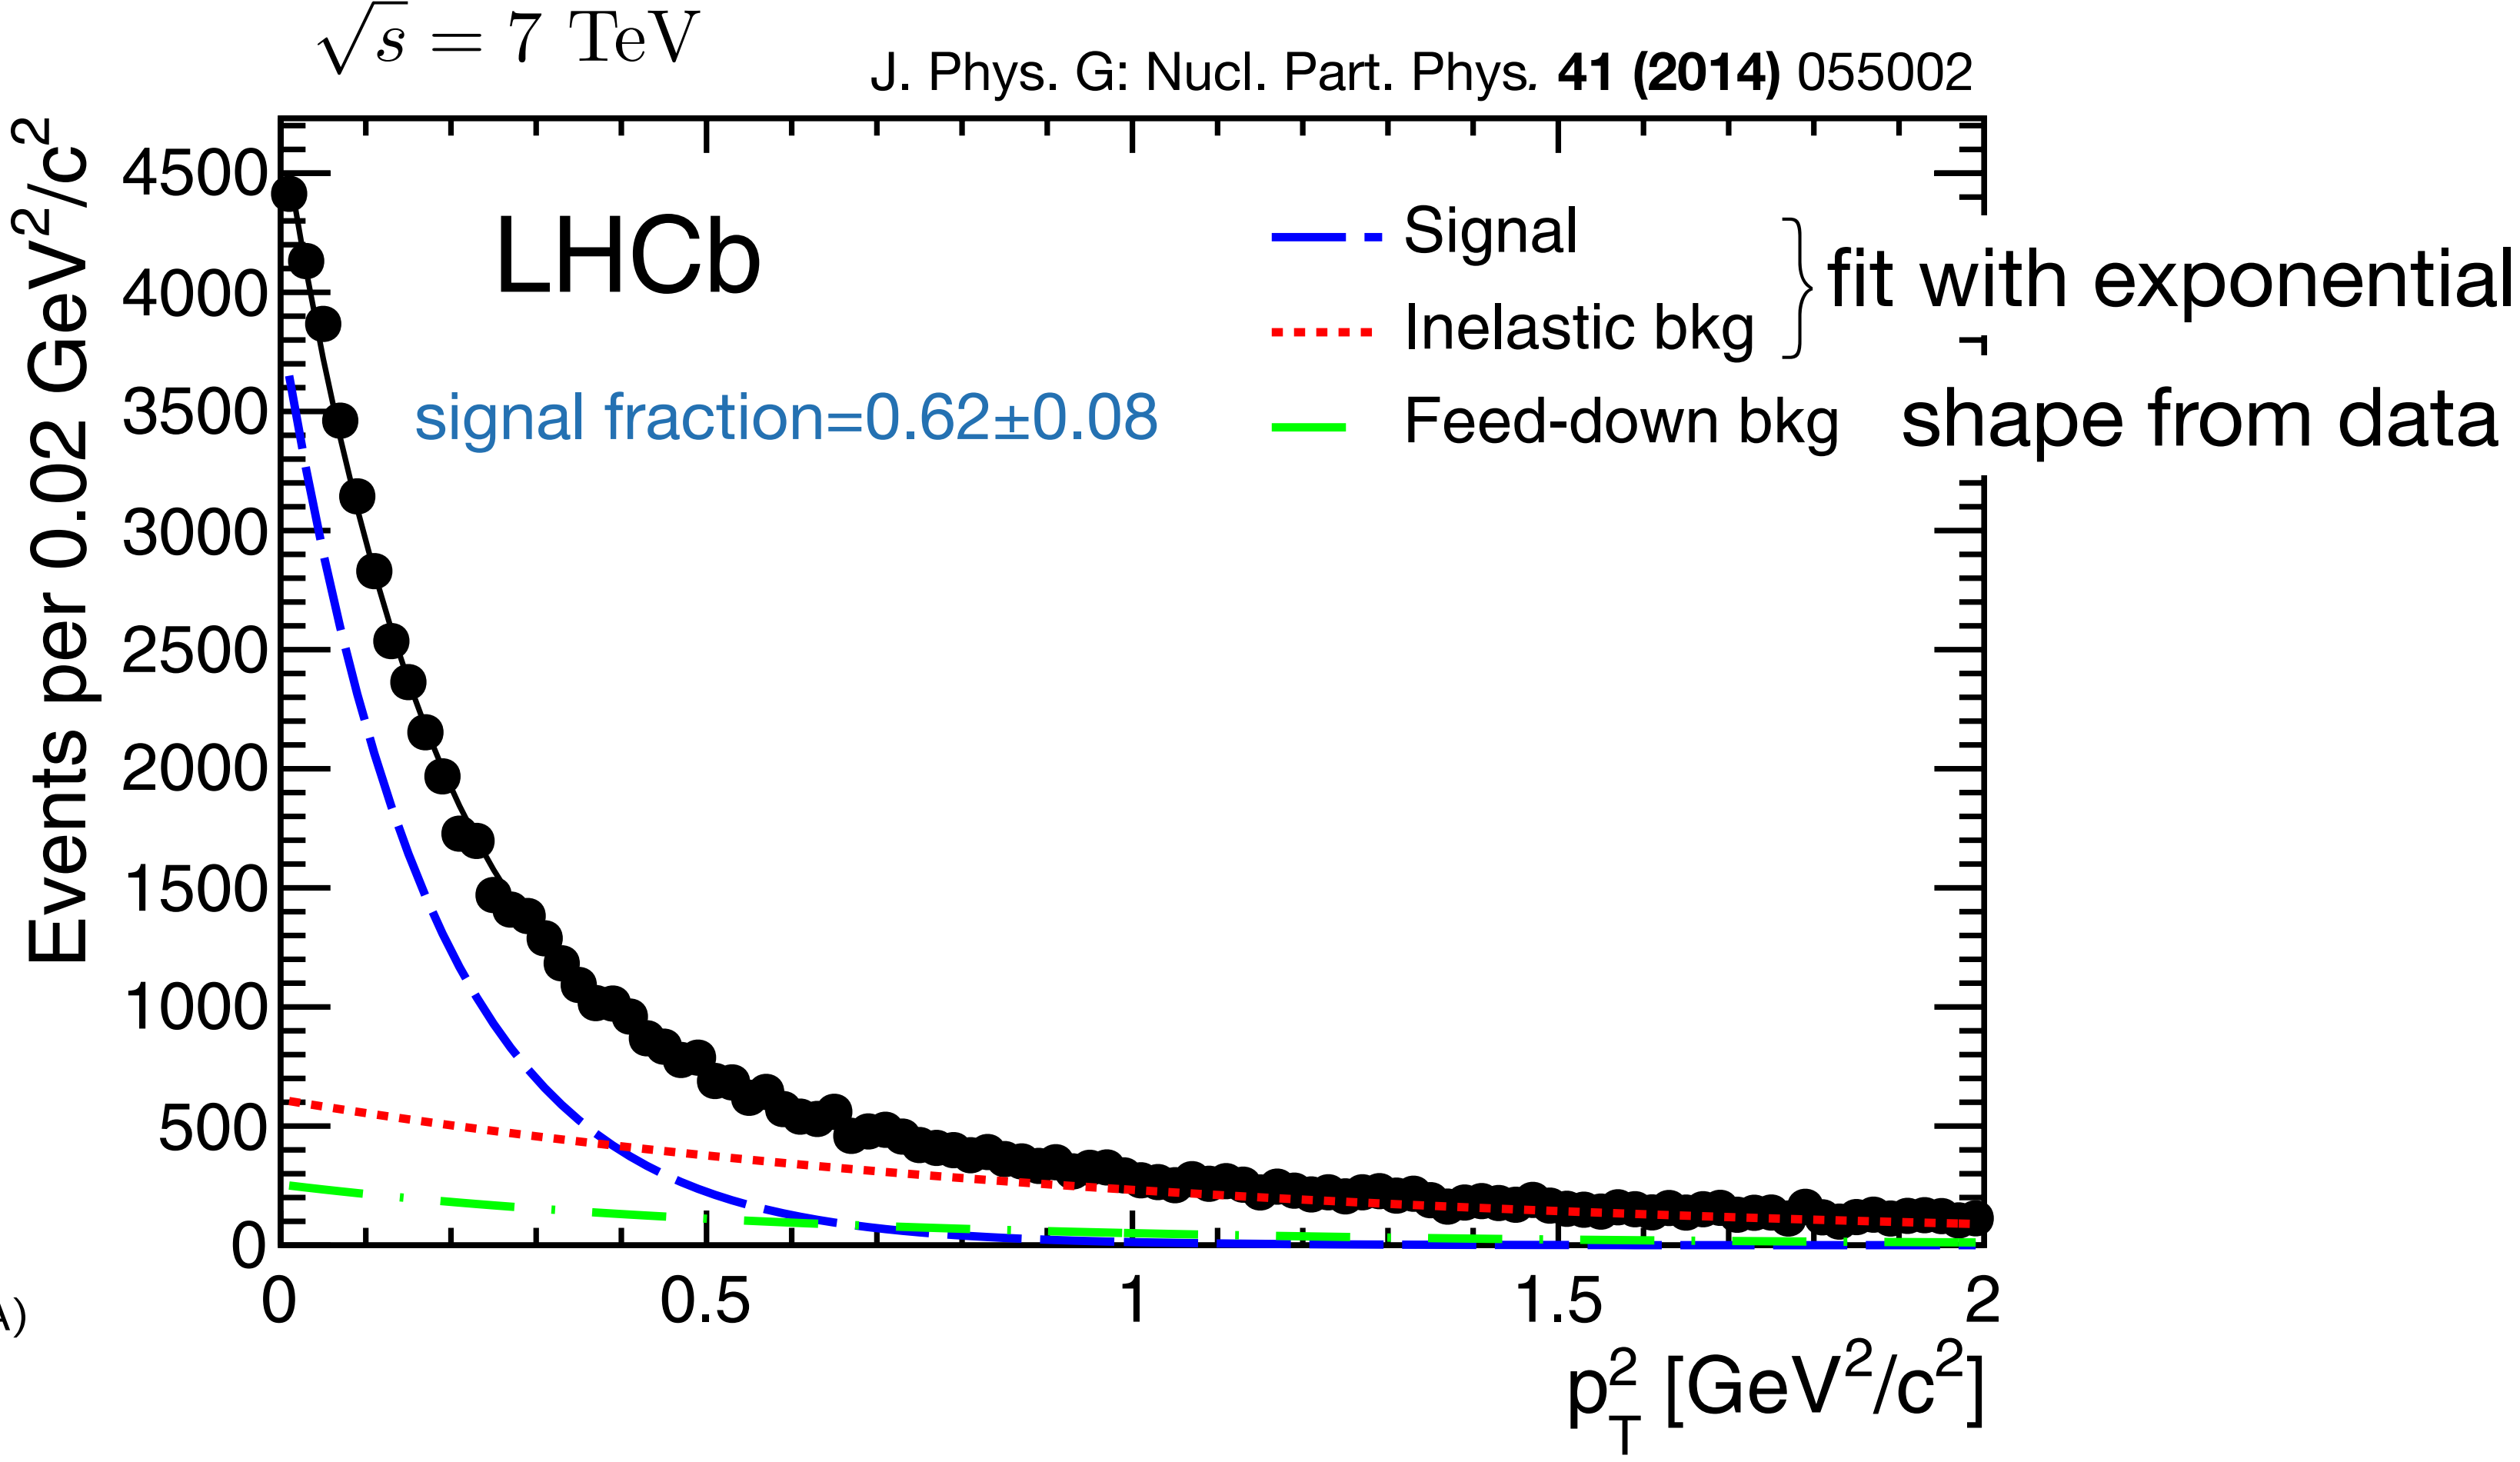 √s = 7 TeV
J. Phys. G: Nucl. Part. Phys. 41 (2014) 055002
Events per 0.02 GeV²/c²
4500
4000
3500
3000
2500
2000
1500
1000
500
0
LHCb
signal fraction=0.62±0.08
Signal
Inelastic bkg
fit with exponential
Feed-down bkg
shape from data
0 0.5 1 1.5 2
p_T² [GeV²/c²]
A)